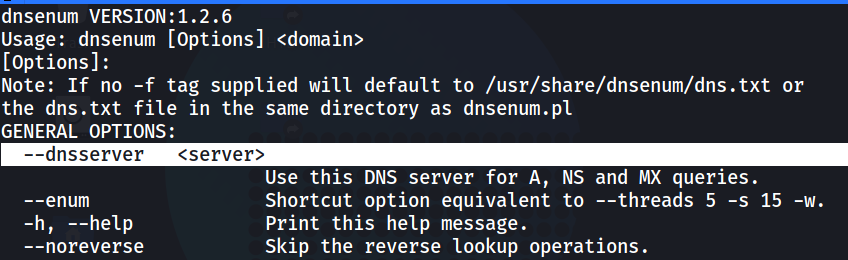 dnsenum VERSION:1.2.6
Usage: dnsenum [Options] <domain>
[Options]:
Note: If no -f tag supplied will default to /usr/share/dnsenum/dns.txt or
the dns.txt file in the same directory as dnsenum.pl
GENERAL OPTIONS:
  --dnsserver   <server>
                        Use this DNS server for A, NS and MX queries.
  --enum                Shortcut option equivalent to --threads 5 -s 15 -w.
  -h, --help            Print this help message.
  --noreverse           Skip the reverse lookup operations.